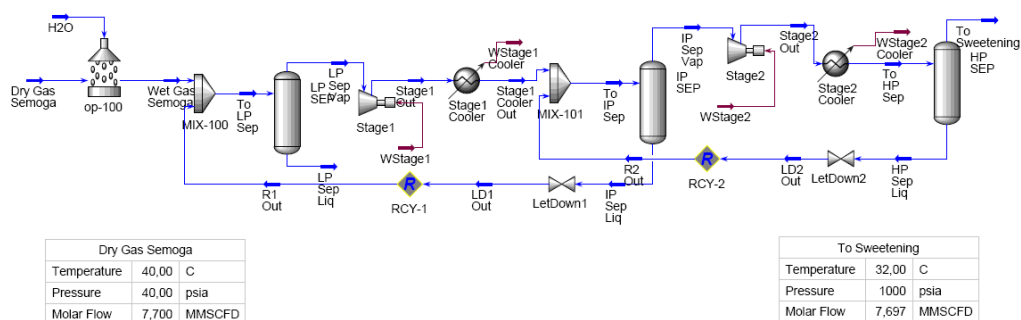 H2O
Dry Gas
Semoga
op-100
Wet Gas
Semoga
MIX-100
To
LP
Sep
LP
SEP
LP
Sep
Vap
LP
Sep
Liq
Stage1
WStage1
Stage1
Out
WStage1
Cooler
Stage1
Cooler
Stage1
Cooler
Out
MIX-101
To
IP
Sep
IP
Sep
Vap
IP
SEP
Stage2
WStage2
Stage2
Out
WStage2
Cooler
Stage2
Cooler
To
HP
Sep
To
Sweetening
HP
SEP
R1
Out
RCY-1
LD1
Out
LetDown1
IP
Sep
Liq
R2
Out
RCY-2
LD2
Out
LetDown2
HP
Sep
Liq
Dry Gas Semoga
Temperature 40,00 C
Pressure 40,00 psia
Molar Flow 7,700 MMSCFD
To Sweetening
Temperature 32,00 C
Pressure 1000 psia
Molar Flow 7,697 MMSCFD